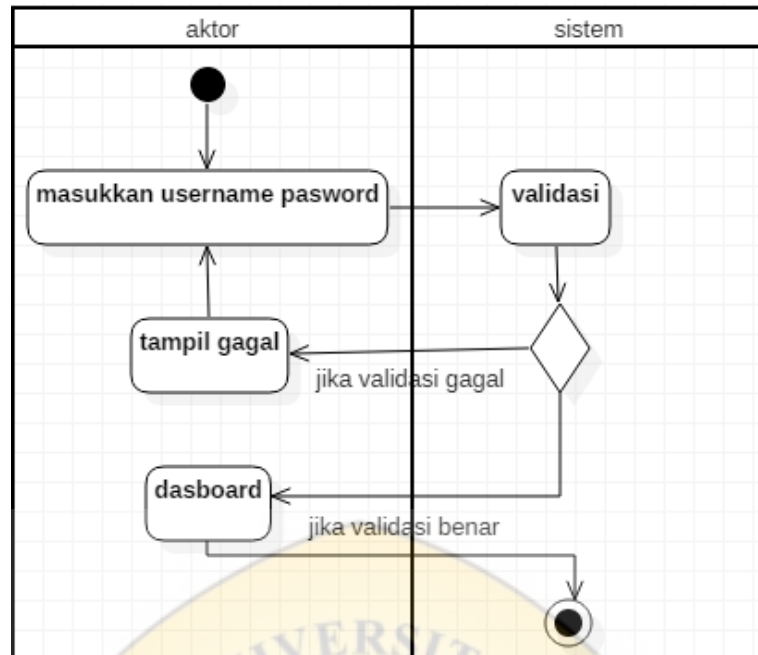 aktor
sistem
masukkan username pasword
validasi
tampil gagal
jika validasi gagal
dasboard
jika validasi benar